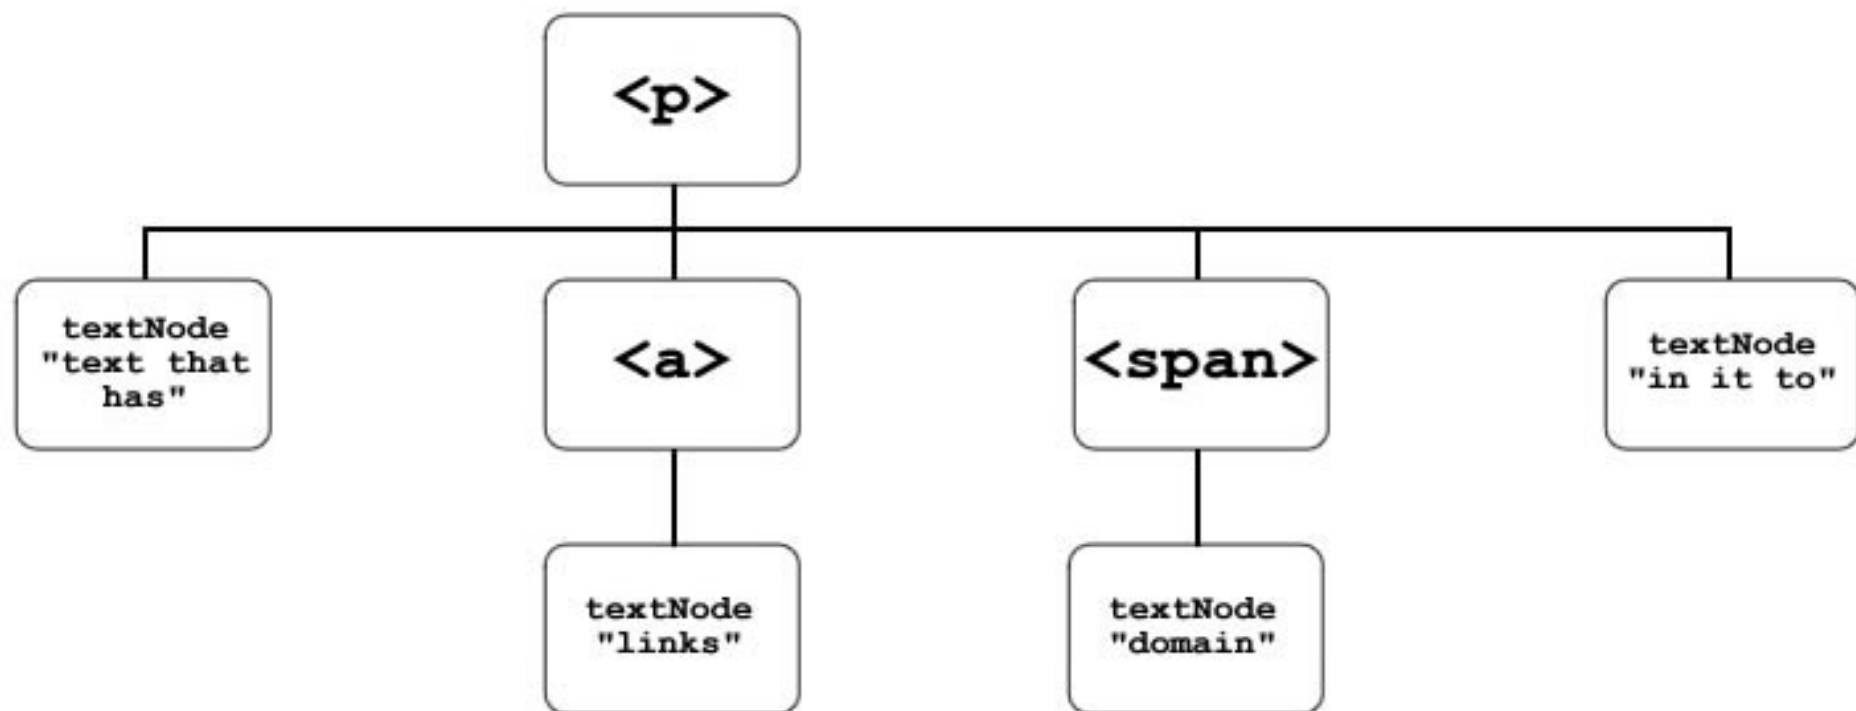 <p>
textNode
"text that
has"
<a>
<span>
textNode
"in it to"
textNode
"links"
textNode
"domain"